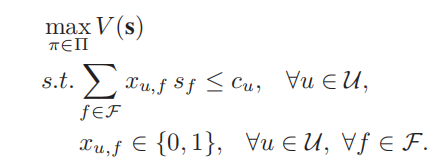 max V(s)
π∈Π
s.t. ∑ x_{u,f} s_f ≤ c_u, ∀u ∈ 𝒰,
f∈ℱ
x_{u,f} ∈ {0, 1}, ∀u ∈ 𝒰, ∀f ∈ ℱ.